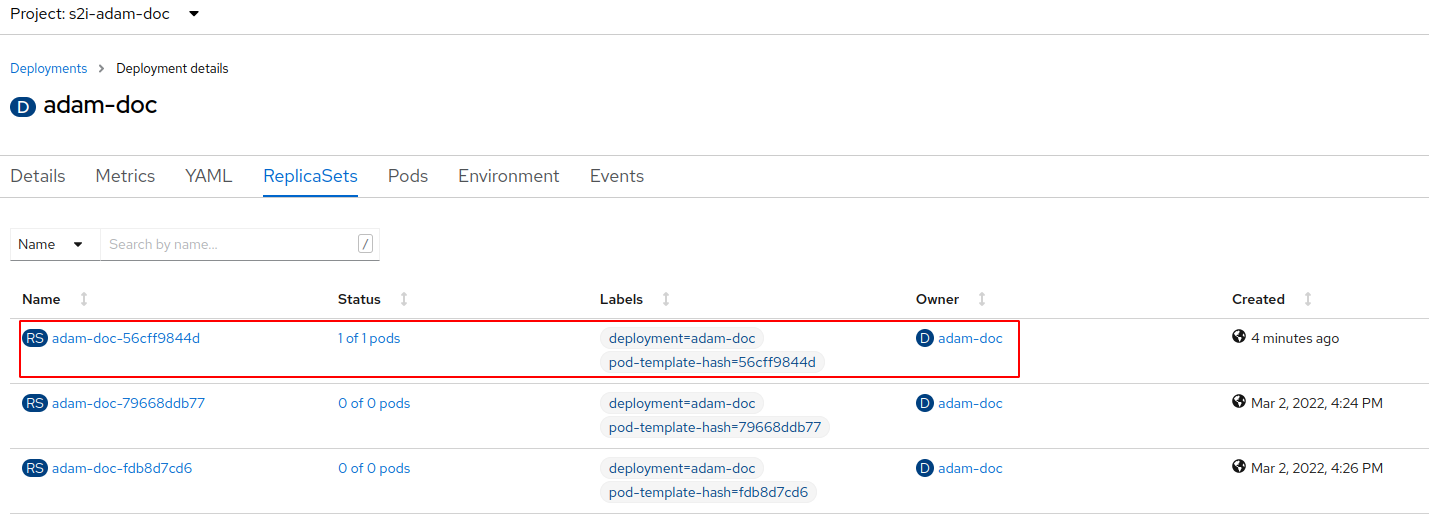 Project: s2i-adam-doc
Deployments > Deployment details
D adam-doc
Details Metrics YAML ReplicaSets Pods Environment Events
Name Search by name... /
Name Status Labels Owner Created
RS adam-doc-56cff9844d 1 of 1 pods deployment=adam-doc D adam-doc 4 minutes ago
pod-template-hash=56cff9844d
RS adam-doc-79668ddb77 0 of 0 pods deployment=adam-doc D adam-doc Mar 2, 2022, 4:24 PM
pod-template-hash=79668ddb77
RS adam-doc-fdb8d7cd6 0 of 0 pods deployment=adam-doc D adam-doc Mar 2, 2022, 4:26 PM
pod-template-hash=fdb8d7cd6